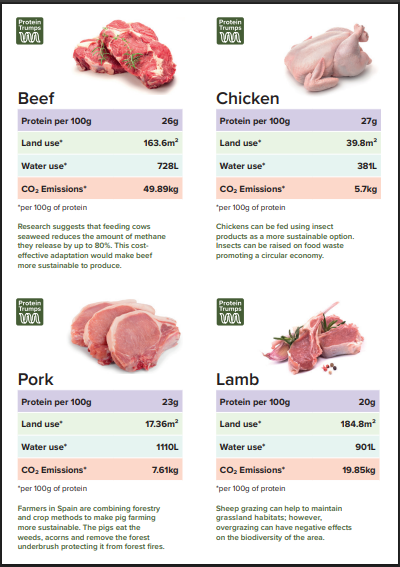 Protein
Trumps
Beef
Protein per 100g 26g
Land use* 163.6m²
Water use* 728L
CO₂ Emissions* 49.89kg
*per 100g of protein
Research suggests that feeding cows
seaweed reduces the amount of methane
they release by up to 80%. This cost-
effective adaptation would make beef
more sustainable to produce.
Protein
Trumps
Chicken
Protein per 100g 27g
Land use* 39.8m²
Water use* 381L
CO₂ Emissions* 5.7kg
*per 100g of protein
Chickens can be fed using insect
products as a more sustainable option.
Insects can be raised on food waste
promoting a circular economy.
Protein
Trumps
Pork
Protein per 100g 23g
Land use* 17.36m²
Water use* 1110L
CO₂ Emissions* 7.61kg
*per 100g of protein
Farmers in Spain are combining forestry
and crop methods to make pig farming
more sustainable. The pigs eat the
weeds, acorns and remove the forest
underbrush protecting it from forest fires.
Protein
Trumps
Lamb
Protein per 100g 20g
Land use* 184.8m²
Water use* 901L
CO₂ Emissions* 19.85kg
*per 100g of protein
Sheep grazing can help to maintain
grassland habitats; however,
overgrazing can have negative effects
on the biodiversity of the area.